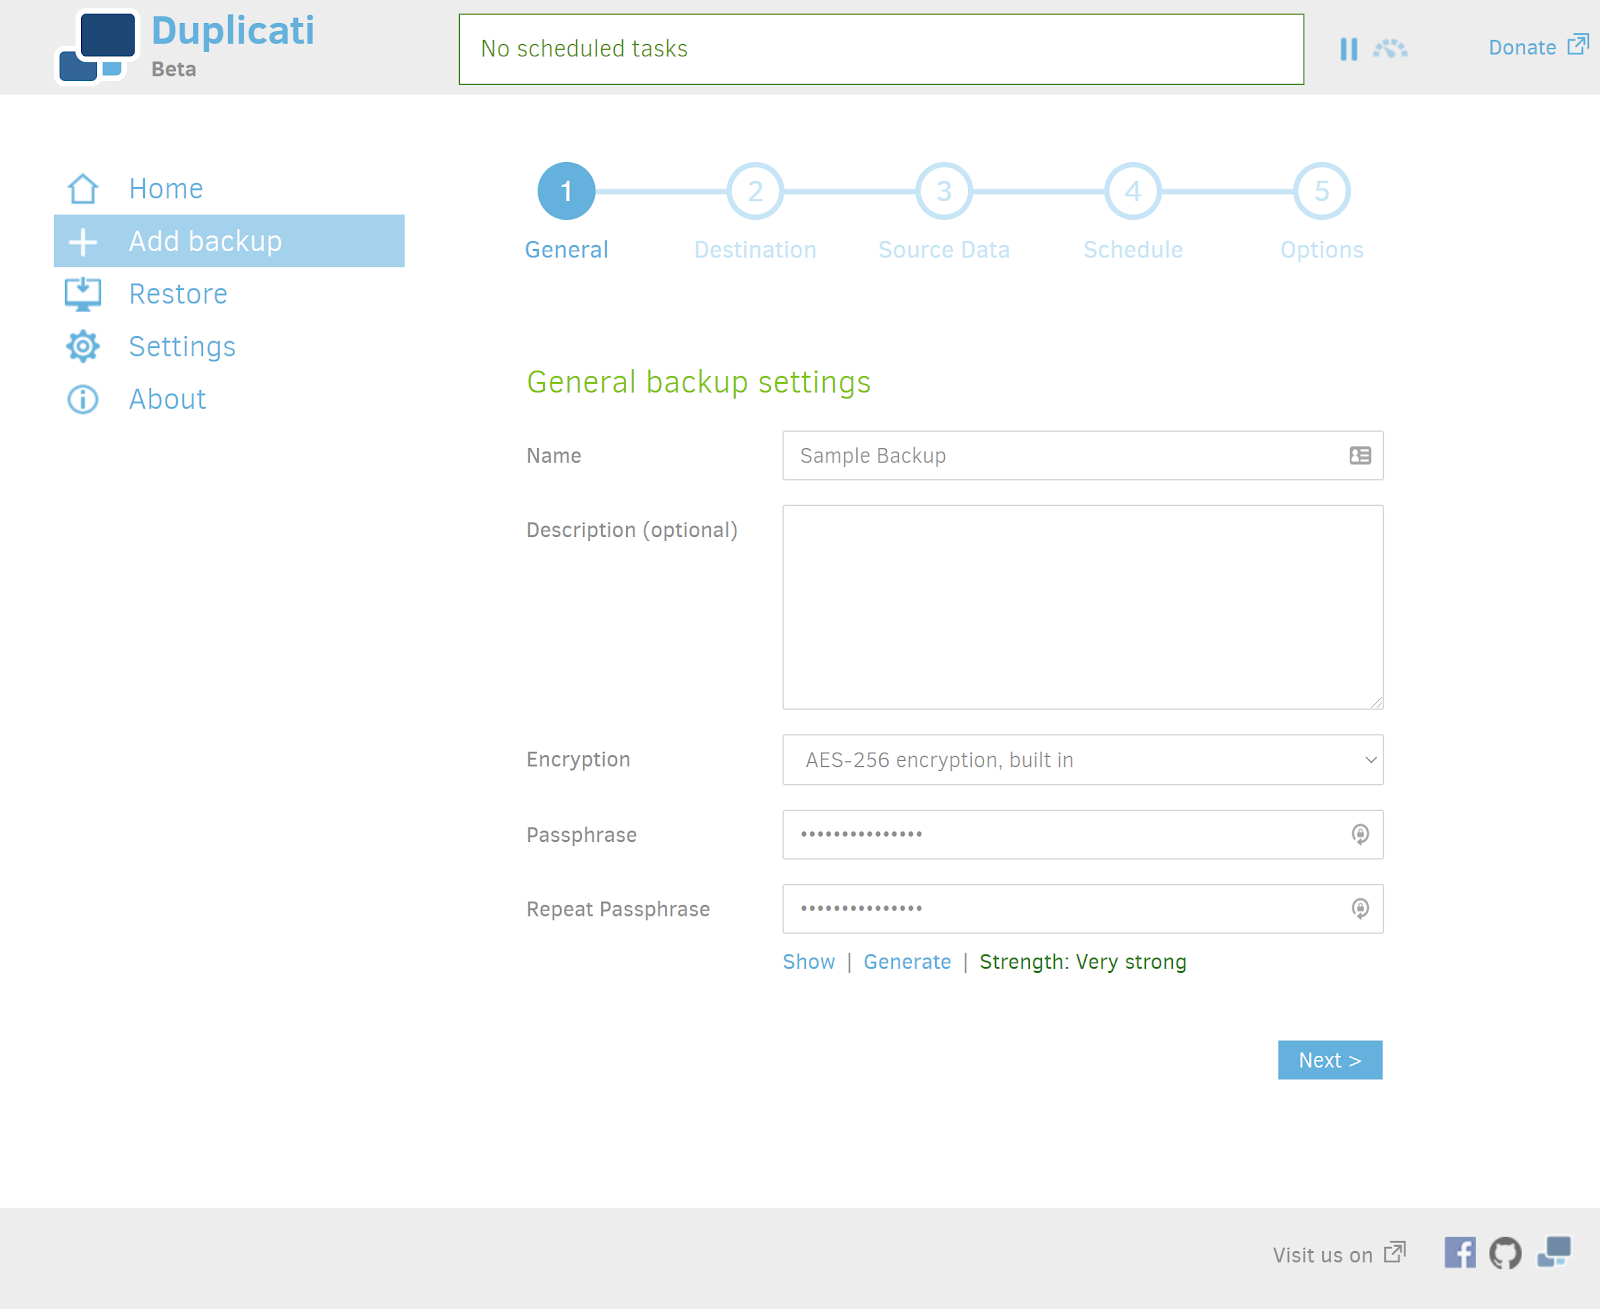 Duplicati
Beta
No scheduled tasks
Donate
Home
Add backup
Restore
Settings
About
1
2
3
4
5
General
Destination
Source Data
Schedule
Options
General backup settings
Name
Sample Backup
Description (optional)
Encryption
AES-256 encryption, built in
Passphrase
•••••••••••••••
Repeat Passphrase
•••••••••••••••
Show | Generate | Strength: Very strong
Next >
Visit us on